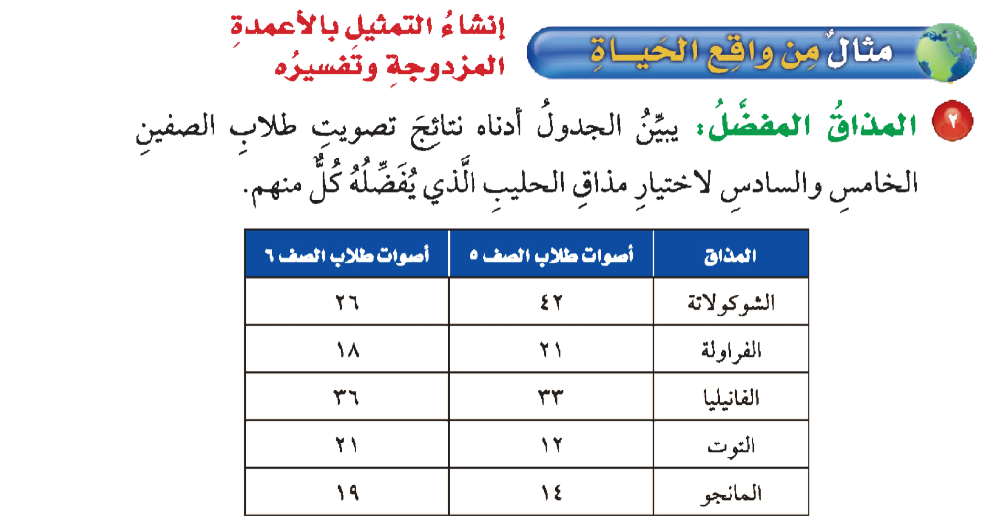 مثالٌ مِن واقِعِ الحَياةِ
إنشاءُ التمثيلِ بالأعمدةِ
المزدوجةِ وتَفسيرُه
٢ المذاقُ المفضَّلُ: يبيِّنُ الجدولُ أدناه نتائِجَ تصويتِ طلابِ الصفينِ
الخامسِ والسادسِ لاختيارِ مذاقِ الحليبِ الَّذي يُفَضِّلُهُ كُلٌّ منهم.
المذاق أصوات طلاب الصف ٥ أصوات طلاب الصف ٦
الشوكولاتة ٤٢ ٢٦
الفراولة ٢١ ١٨
الفانيليا ٣٣ ٣٦
التوت ١٢ ٢١
المانجو ١٤ ١٩